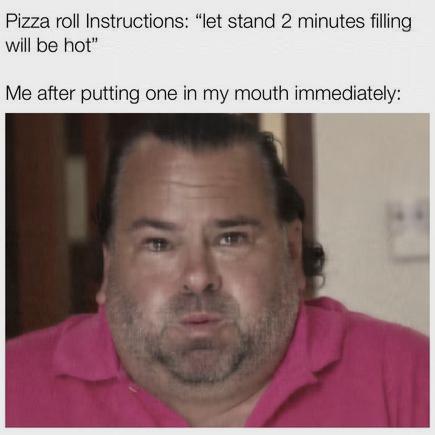 Pizza roll Instructions: “let stand 2 minutes filling
will be hot”
Me after putting one in my mouth immediately: